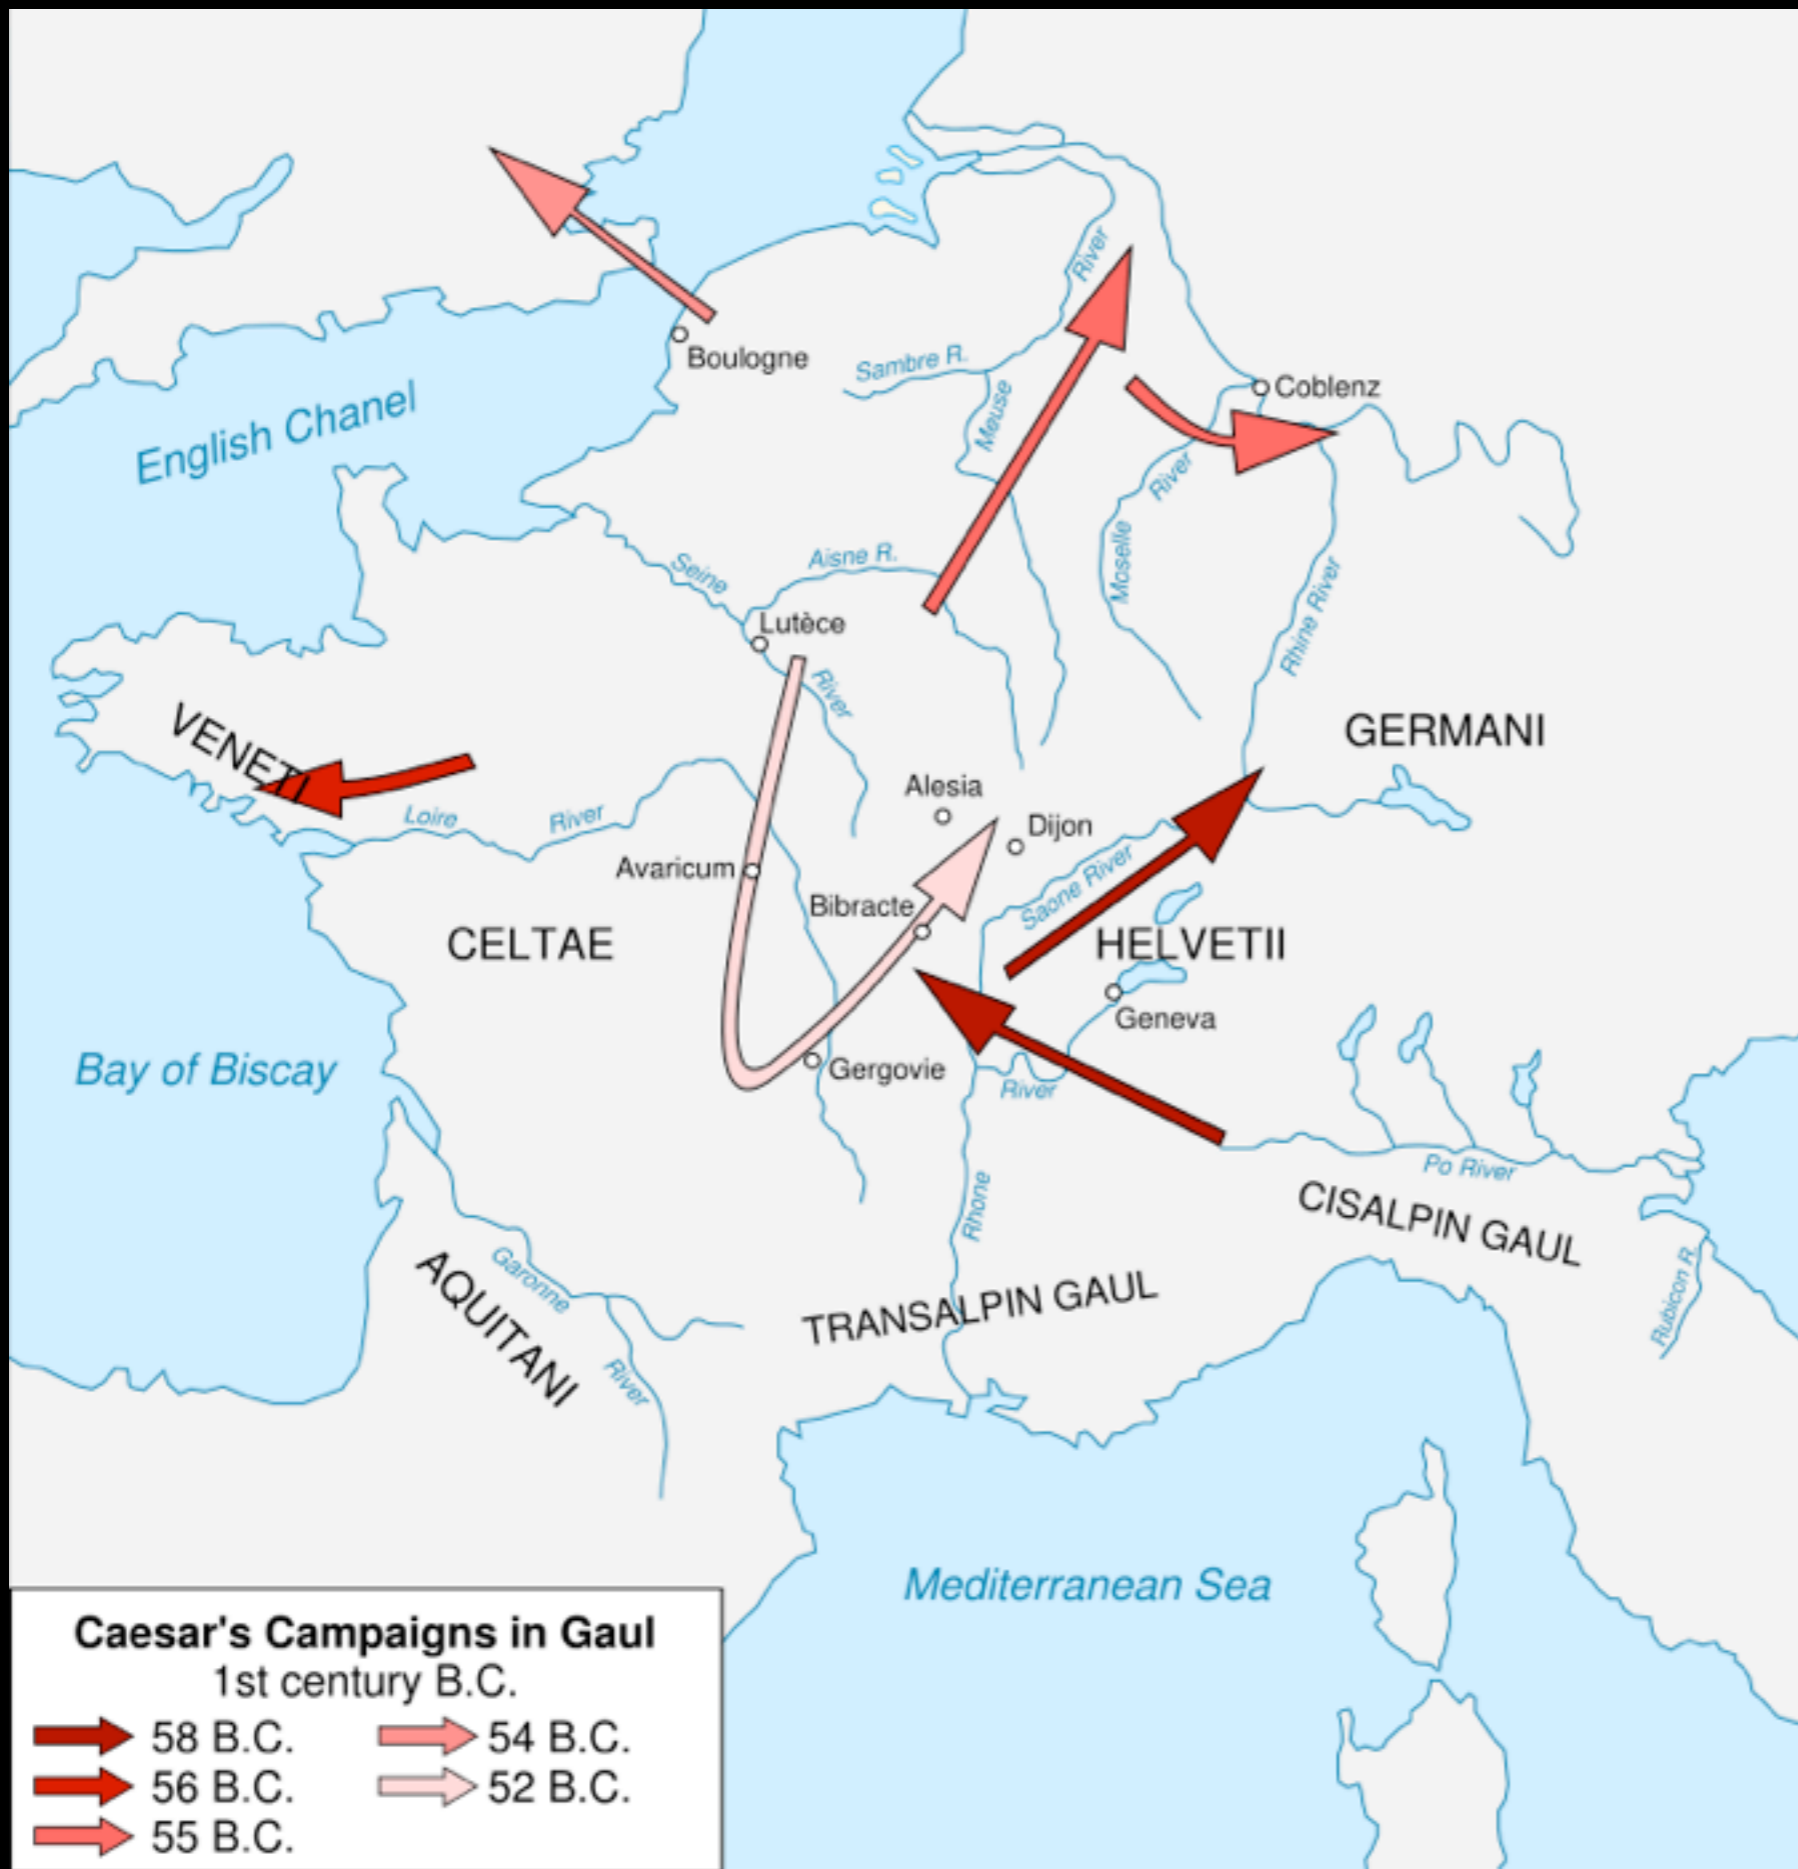 River
Boulogne
Sambre R.
Coblenz
English Chanel
Meuse
River
Moselle
Seine
Aisne R.
Rhine River
Lutèce
River
VENETI
GERMANI
Alesia
Loire
River
Dijon
Avaricum
Saone River
Bibracte
CELTAE
HELVETII
Geneva
Bay of Biscay
Gergovie
River
Po River
Rhone
CISALPIN GAUL
Garonne
AQUITANI
TRANSALPIN GAUL
Rubicon R.
River
Mediterranean Sea
Caesar's Campaigns in Gaul
1st century B.C.
58 B.C.
54 B.C.
56 B.C.
52 B.C.
55 B.C.